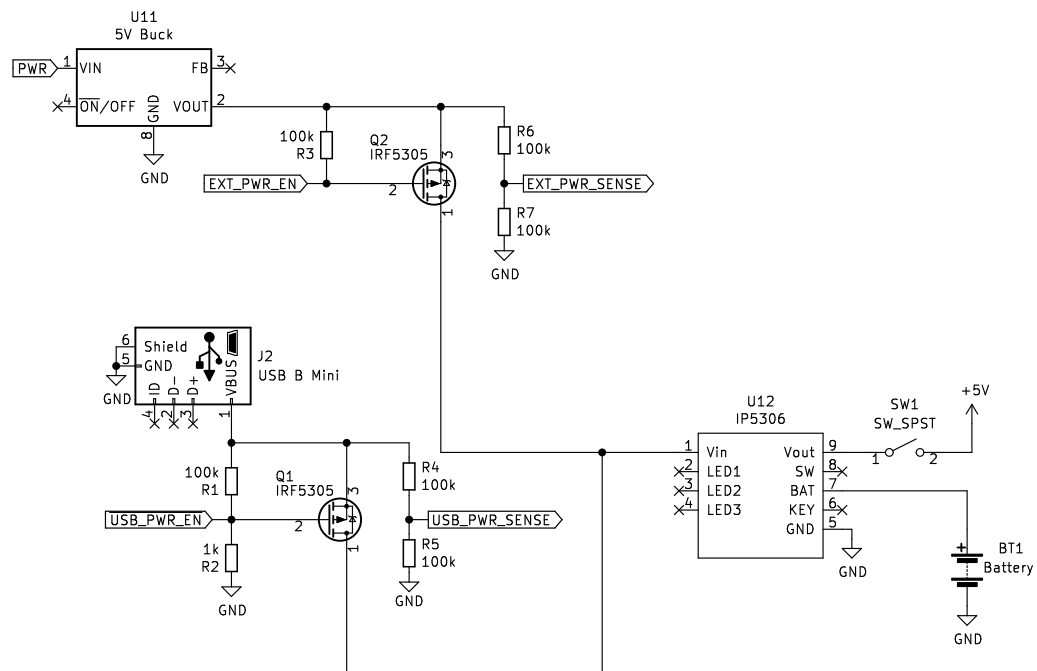 U11
5V Buck
PWR
1
VIN
FB
3
4
ON/OFF
GND
VOUT
2
8
GND
100k
R3
Q2
IRF5305
3
2
1
EXT_PWR_EN
R6
100k
EXT_PWR_SENSE
R7
100k
GND
6
Shield
5
GND
GND
ID
D-
D+
VBUS
4
2
3
1
J2
USB B Mini
100k
R1
Q1
IRF5305
3
2
1
USB_PWR_EN
1k
R2
GND
R4
100k
USB_PWR_SENSE
R5
100k
GND
U12
IP5306
1
Vin
Vout
9
2
LED1
SW
8
3
LED2
BAT
7
4
LED3
KEY
6
GND
5
GND
SW1
SW_SPST
1
2
+5V
+
BT1
Battery
GND